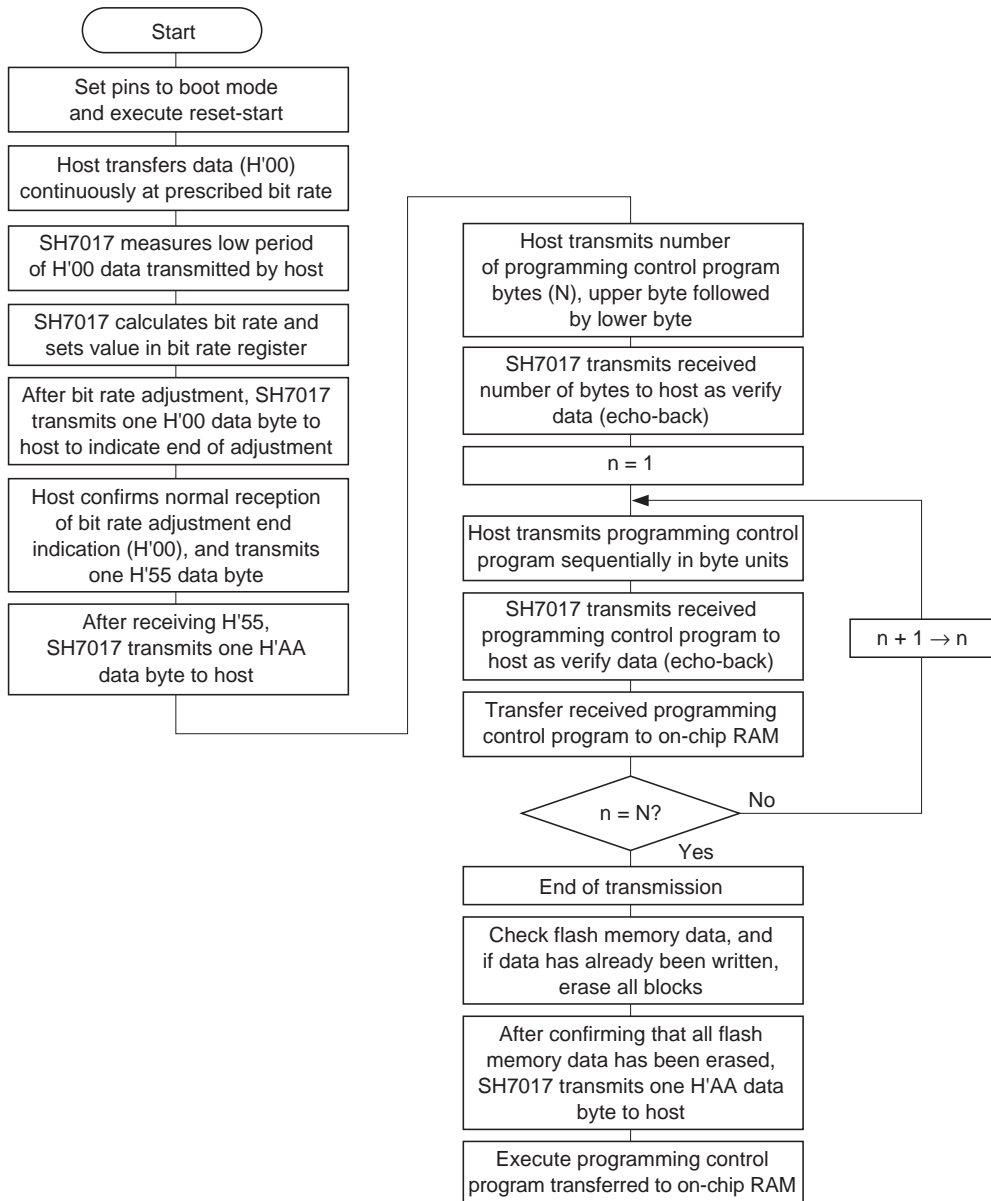 Start
Set pins to boot mode
and execute reset-start
Host transfers data (H'00)
continuously at prescribed bit rate
SH7017 measures low period
of H'00 data transmitted by host
SH7017 calculates bit rate and
sets value in bit rate register
After bit rate adjustment, SH7017
transmits one H'00 data byte to
host to indicate end of adjustment
Host confirms normal reception
of bit rate adjustment end
indication (H'00), and transmits
one H'55 data byte
After receiving H'55,
SH7017 transmits one H'AA
data byte to host
Host transmits number
of programming control program
bytes (N), upper byte followed
by lower byte
SH7017 transmits received
number of bytes to host as verify
data (echo-back)
n = 1
Host transmits programming control
program sequentially in byte units
SH7017 transmits received
programming control program to
host as verify data (echo-back)
n + 1 → n
Transfer received programming
control program to on-chip RAM
n = N?
No
Yes
End of transmission
Check flash memory data, and
if data has already been written,
erase all blocks
After confirming that all flash
memory data has been erased,
SH7017 transmits one H'AA data
byte to host
Execute programming control
program transferred to on-chip RAM